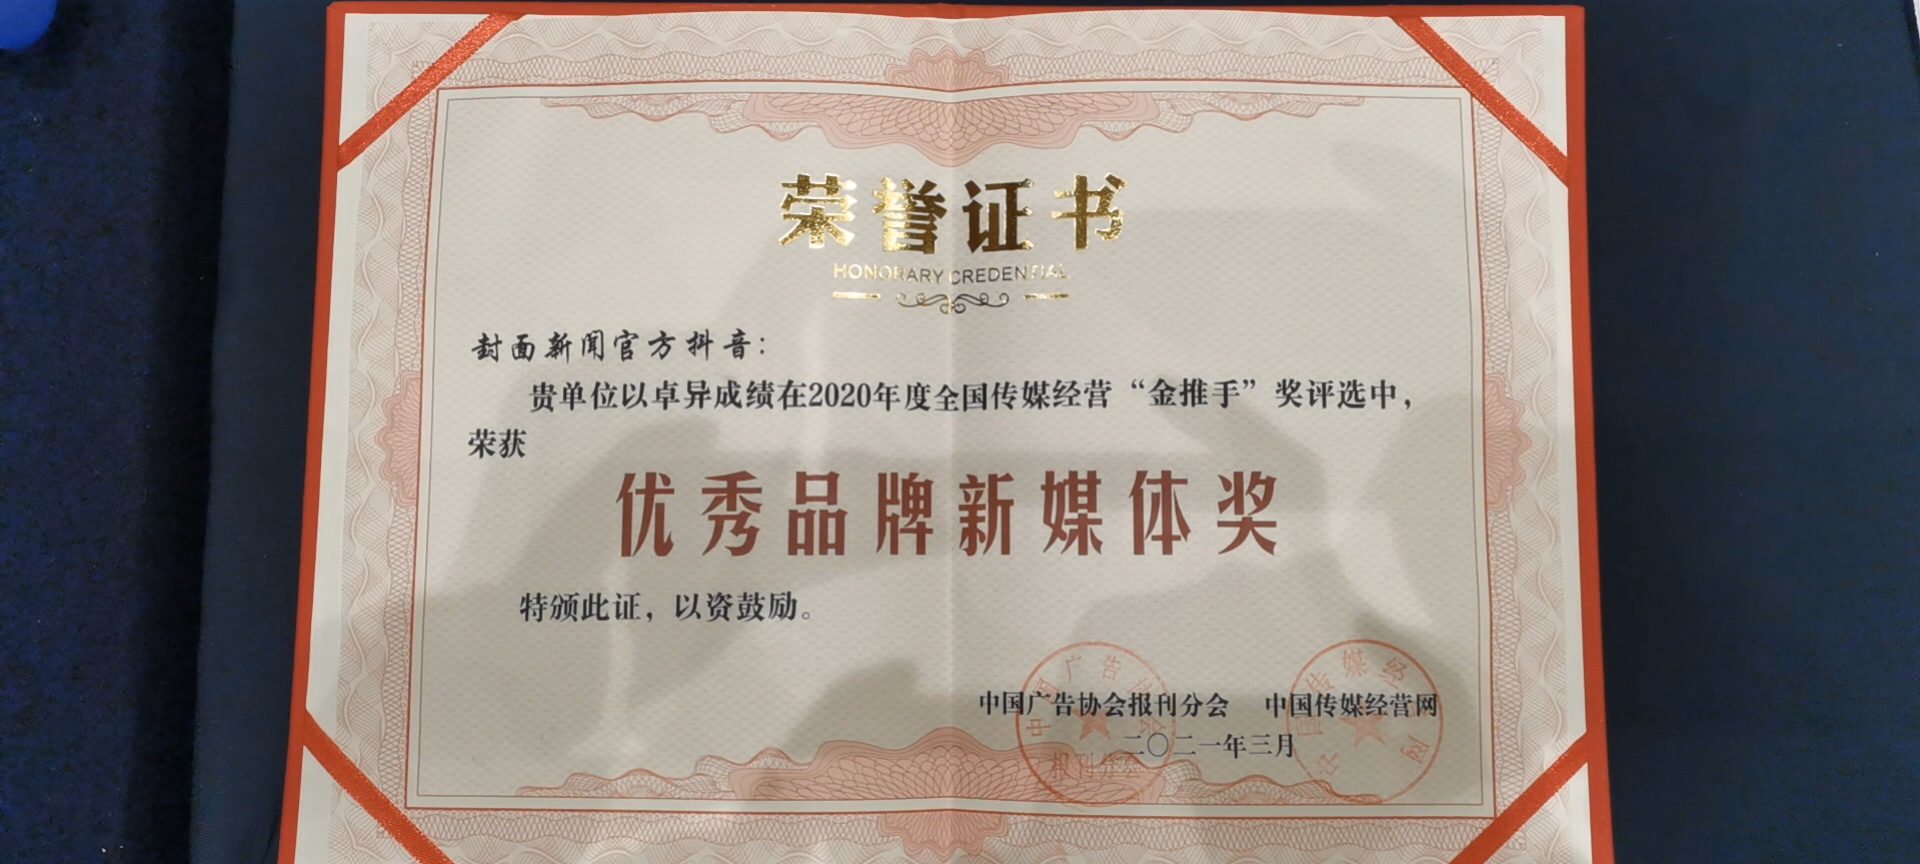 荣誉证书
HONORARY CREDENTIAL
封面新闻官方抖音：
贵单位以卓异成绩在2020年度全国传媒经营“金推手”奖评选中，
荣获
优秀品牌新媒体奖
特颁此证，以资鼓励。
中国广告协会报刊分会 中国传媒经营网
二〇二一年三月